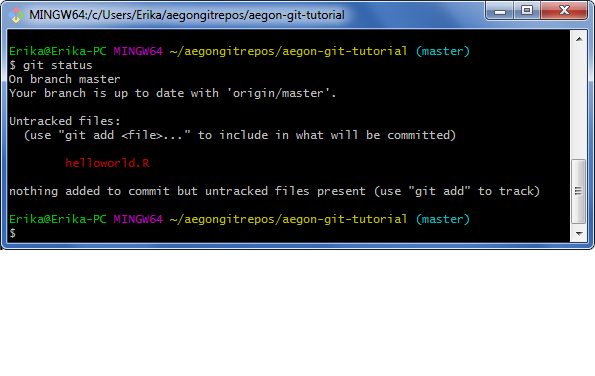 MINGW64:/c/Users/Erika/aegongitrepos/aegon-git-tutorial
Erika@Erika-PC MINGW64 ~/aegongitrepos/aegon-git-tutorial (master)
$ git status
On branch master
Your branch is up to date with 'origin/master'.
Untracked files:
(use "git add <file>..." to include in what will be committed)
helloworld.R
nothing added to commit but untracked files present (use "git add" to track)
Erika@Erika-PC MINGW64 ~/aegongitrepos/aegon-git-tutorial (master)
$